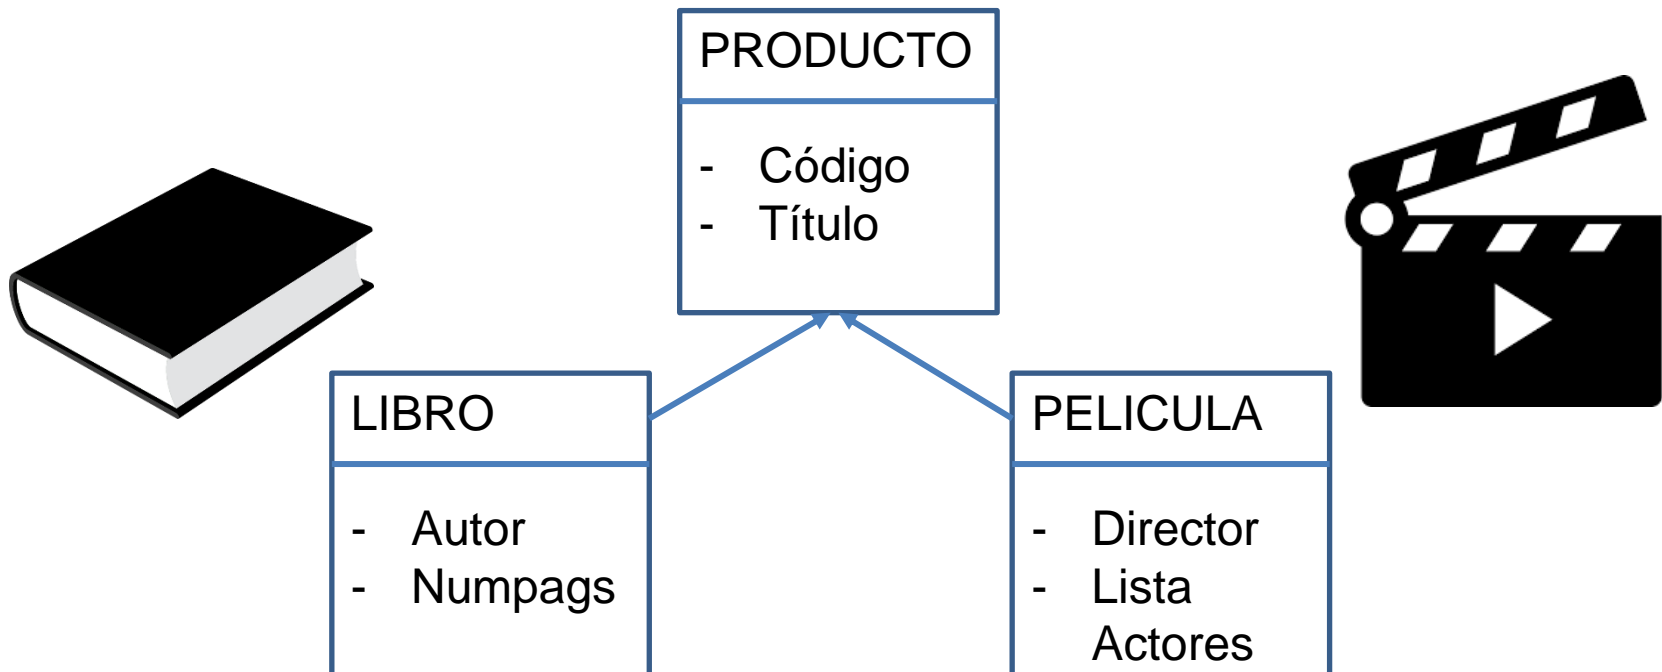 PRODUCTO
- Código
- Título
LIBRO
- Autor
- Numpags
PELICULA
- Director
- Lista
Actores